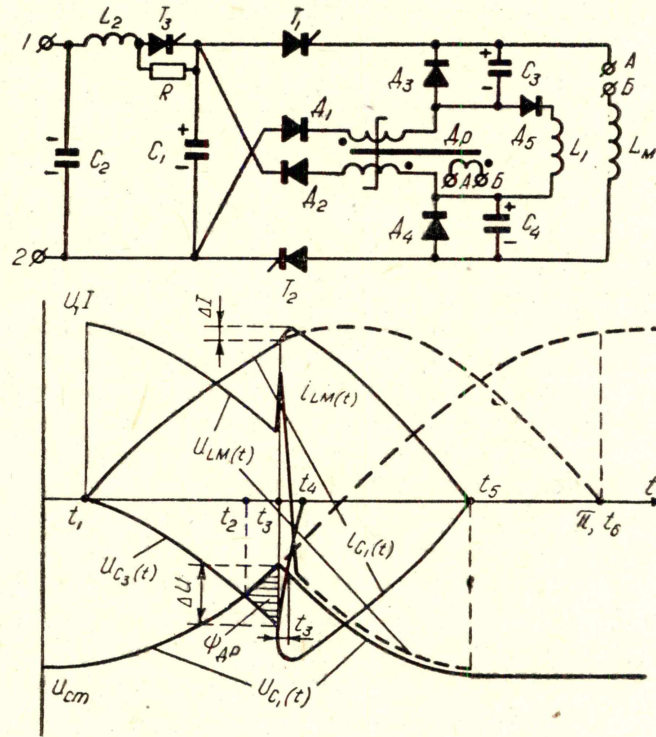 L₂ T₃ T₁ А
1 R Д₃ C₃ Б
Д₁ Др Д₅ L₁ Lм
C₂ C₁ А Б
Д₂ Д₄ C₄
2 T₂
U,I ΔI
iLM(t)
ULM(t)
t₁ t₂ t₃ t₄ t₅ π, t₆ t
UC₃(t) iC₁(t)
ΔU
ΨДР t₃
Ucm UC₁(t)